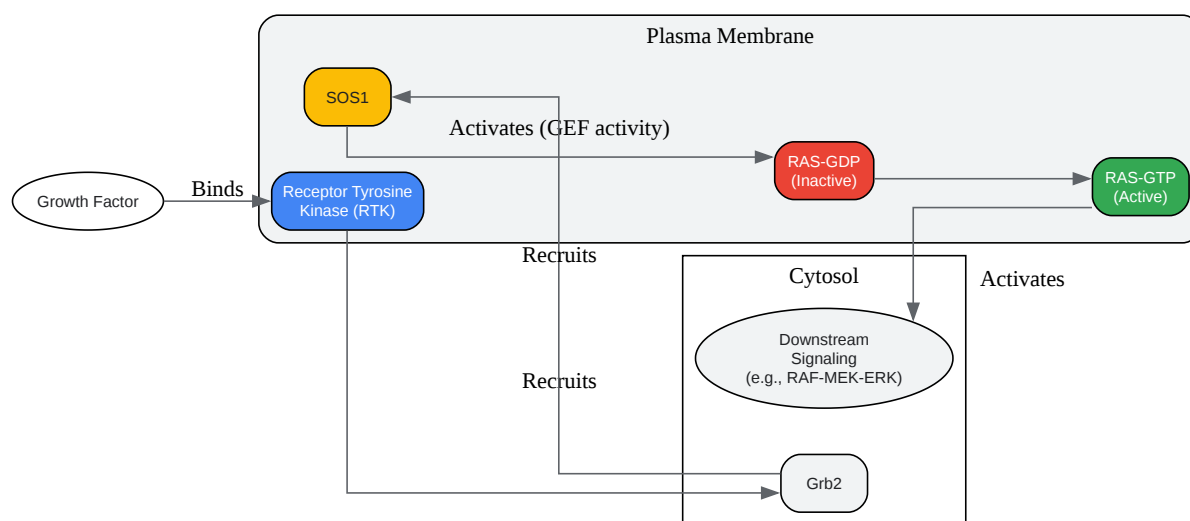 Plasma Membrane
SOS1
Activates (GEF activity)
RAS-GDP
(Inactive)
RAS-GTP
(Active)
Growth Factor
Binds
Receptor Tyrosine
Kinase (RTK)
Recruits
Cytosol
Activates
Downstream
Signaling
(e.g., RAF-MEK-ERK)
Recruits
Grb2